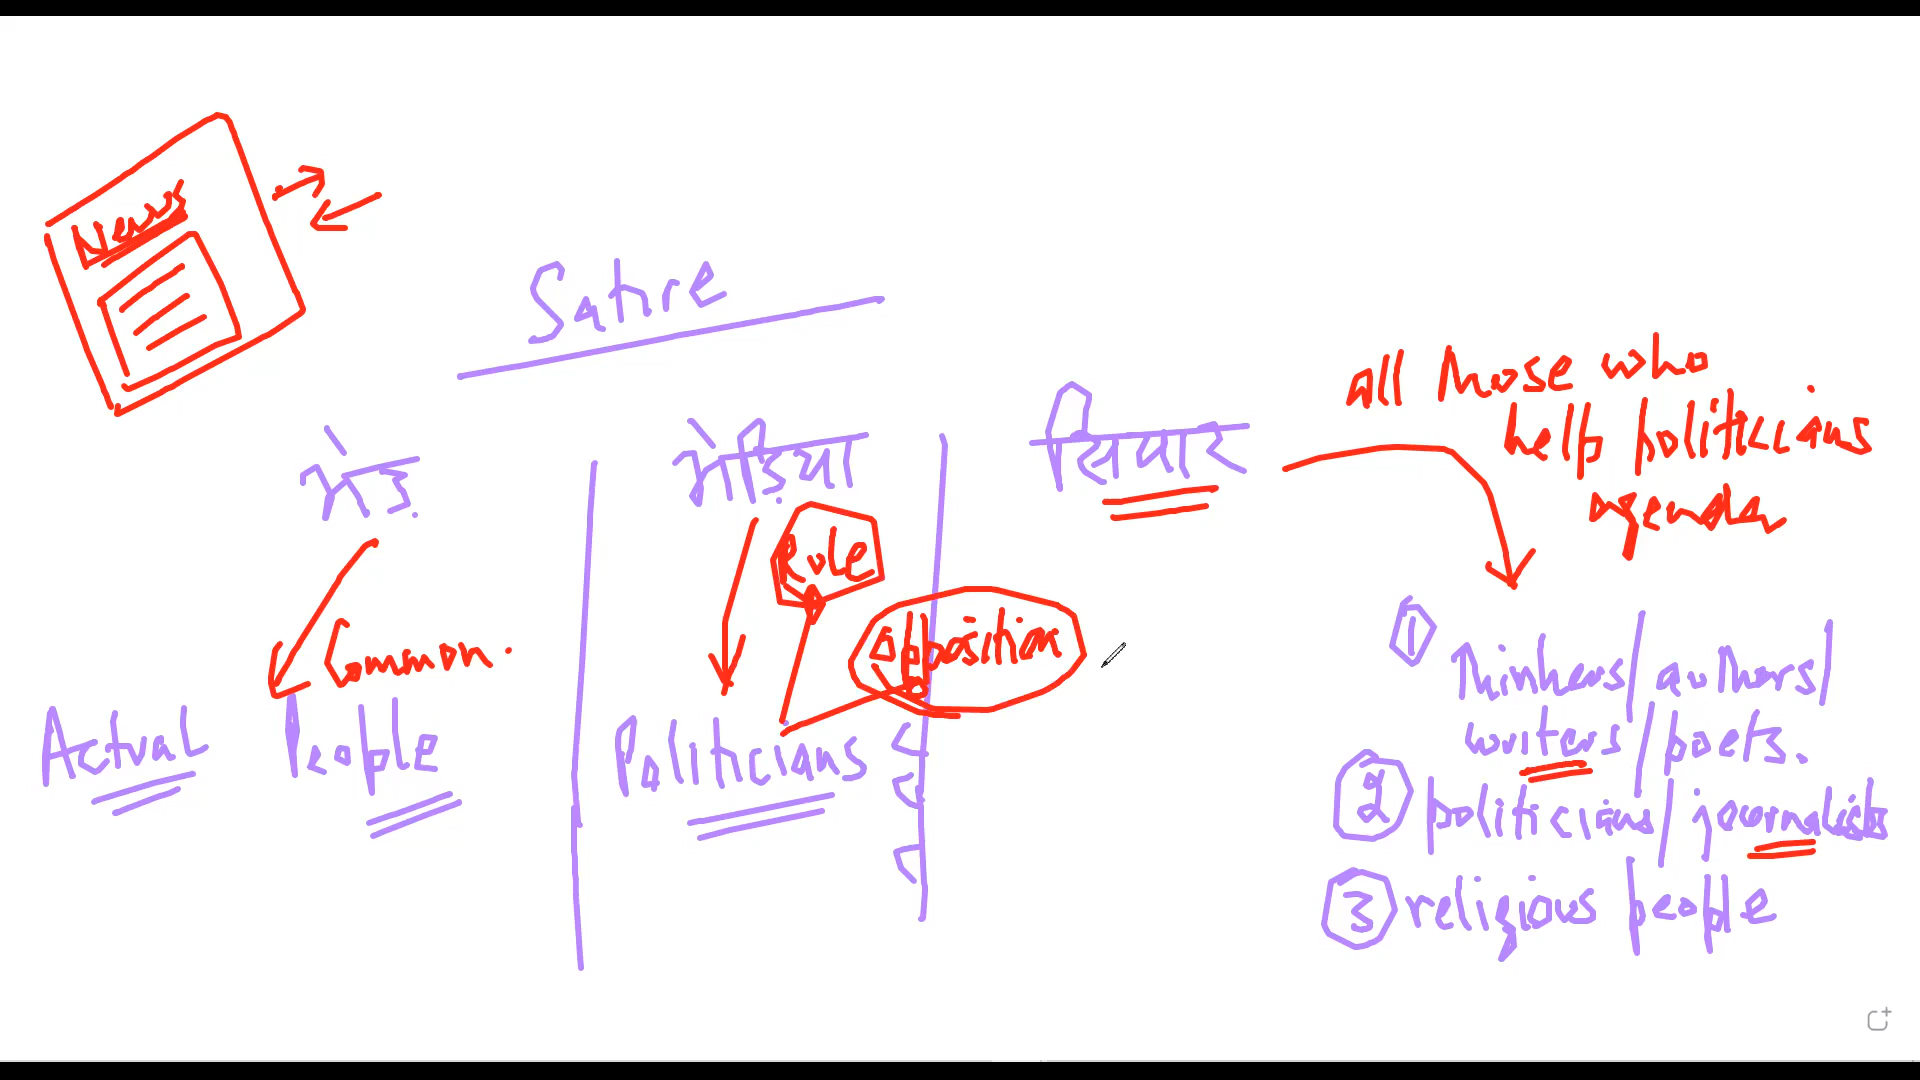 News
Satire
भेड़
भेड़िया
सियार
all those who
help politicians
agenda
Rule
Opposition
Common
Actual People
Politicians
1 Thinkers/authors/
writers/poets.
2 politicians/journalists
3 religious people